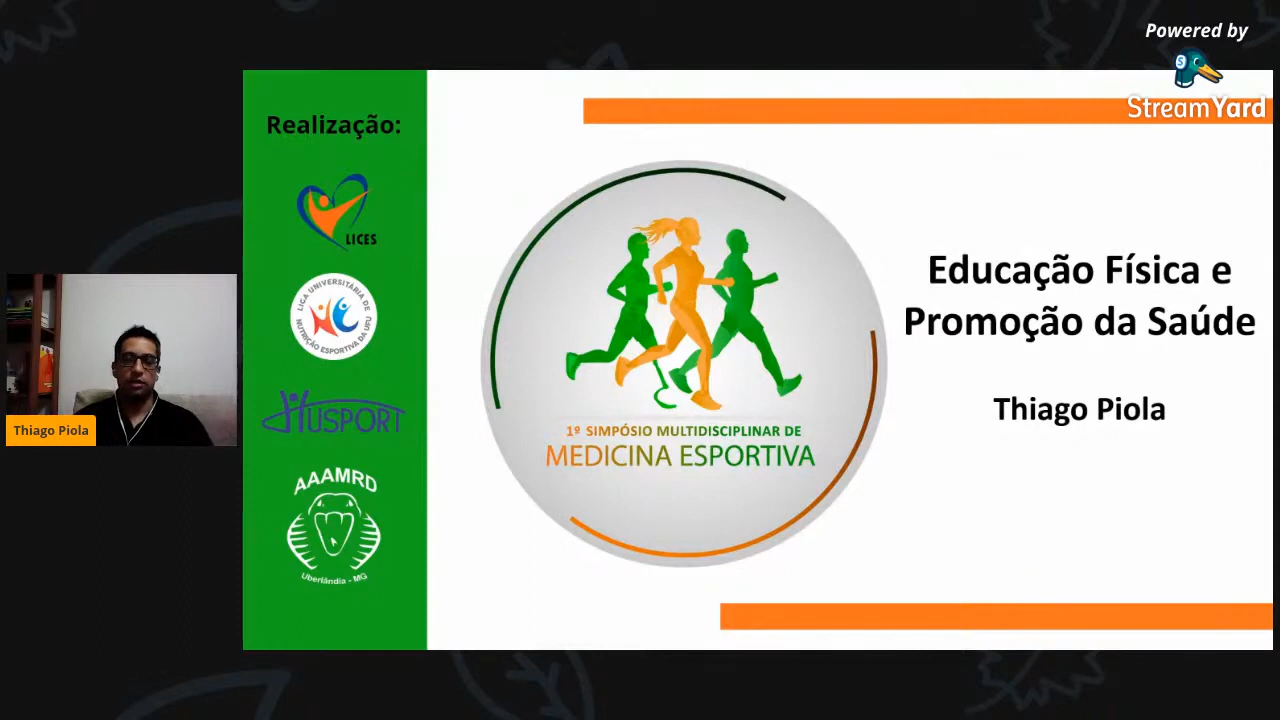 Powered by
StreamYard
Realização:
LICES
LIGA UNIVERSITÁRIA DE
NUTRIÇÃO ESPORTIVA DA UFU
HUSPORT
AAAMRD
Uberlândia - MG
1º SIMPÓSIO MULTIDISCIPLINAR DE
MEDICINA ESPORTIVA
Educação Física e
Promoção da Saúde
Thiago Piola
Thiago Piola